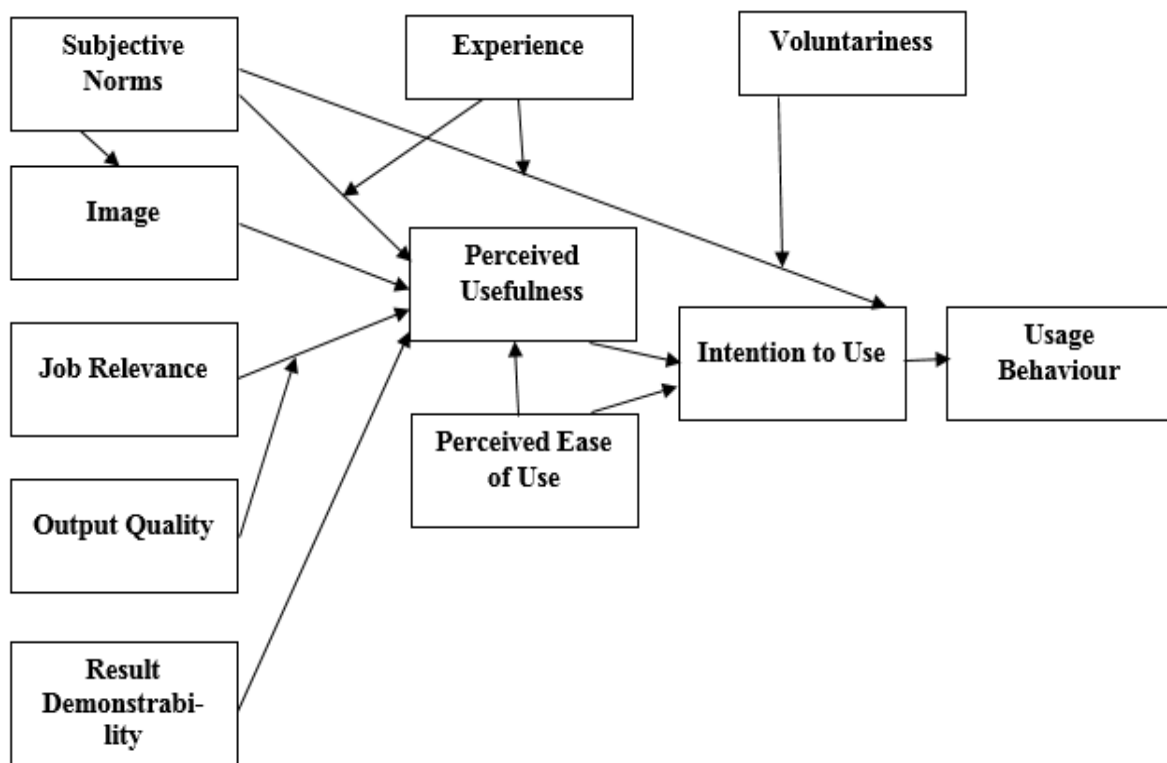 Subjective
Norms
Experience
Voluntariness
Image
Perceived
Usefulness
Job Relevance
Intention to Use
Usage
Behaviour
Perceived Ease
of Use
Output Quality
Result
Demonstrabi-
lity